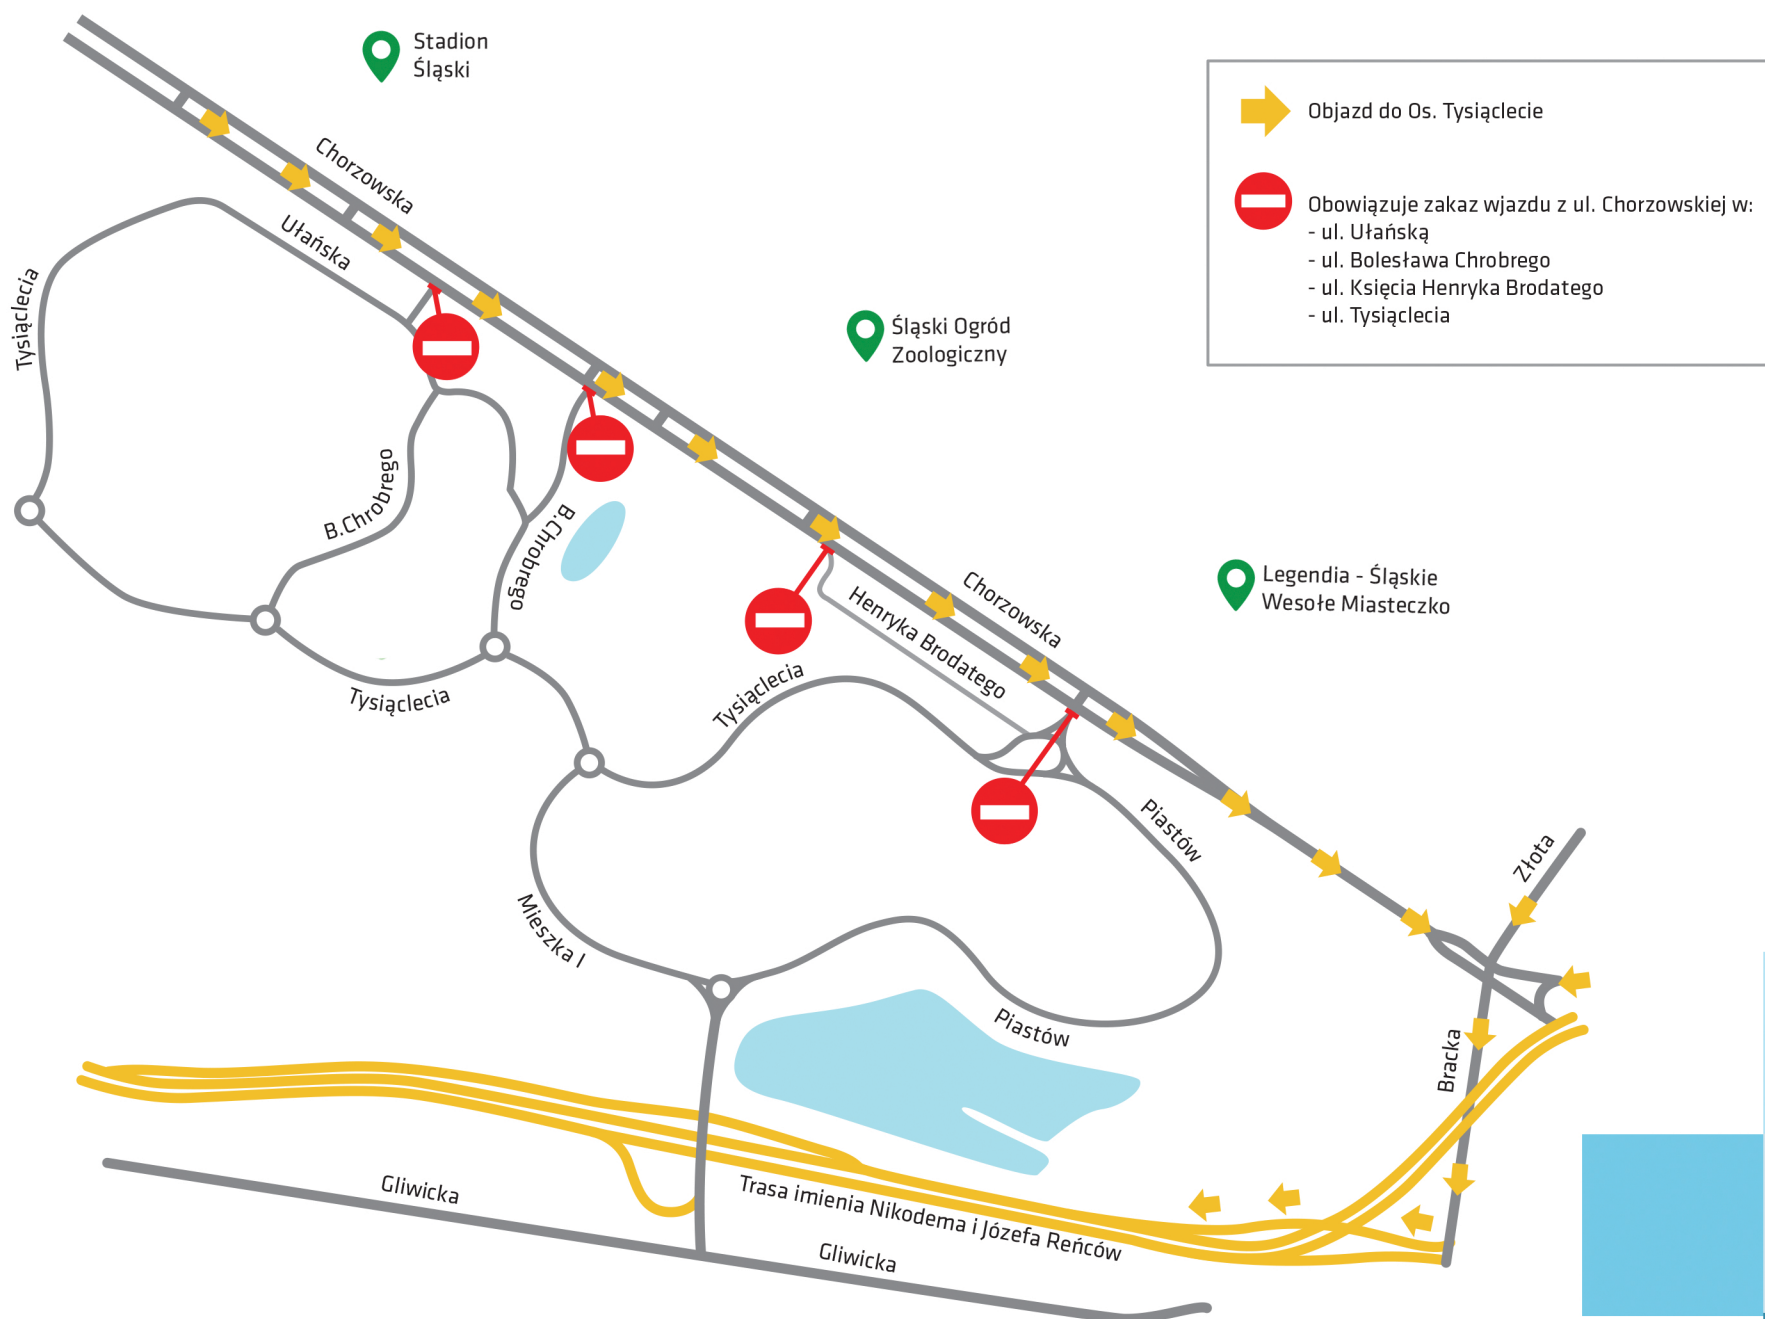 Stadion
Śląski
Objazd do Os. Tysiąclecie
Chorzowska
Obowiązuje zakaz wjazdu z ul. Chorzowskiej w:
- ul. Ułańską
- ul. Bolesława Chrobrego
- ul. Księcia Henryka Brodatego
- ul. Tysiąclecia
Ułańska
Tysiąclecia
Śląski Ogród
Zoologiczny
B.Chrobrego
B.Chrobrego
Chorzowska
Legendia - Śląskie
Wesołe Miasteczko
Henryka Brodatego
Tysiąclecia
Tysiąclecia
Piastów
Złota
Mieszka I
Piastów
Bracka
Gliwicka
Trasa imienia Nikodema i Józefa Reńców
Gliwicka